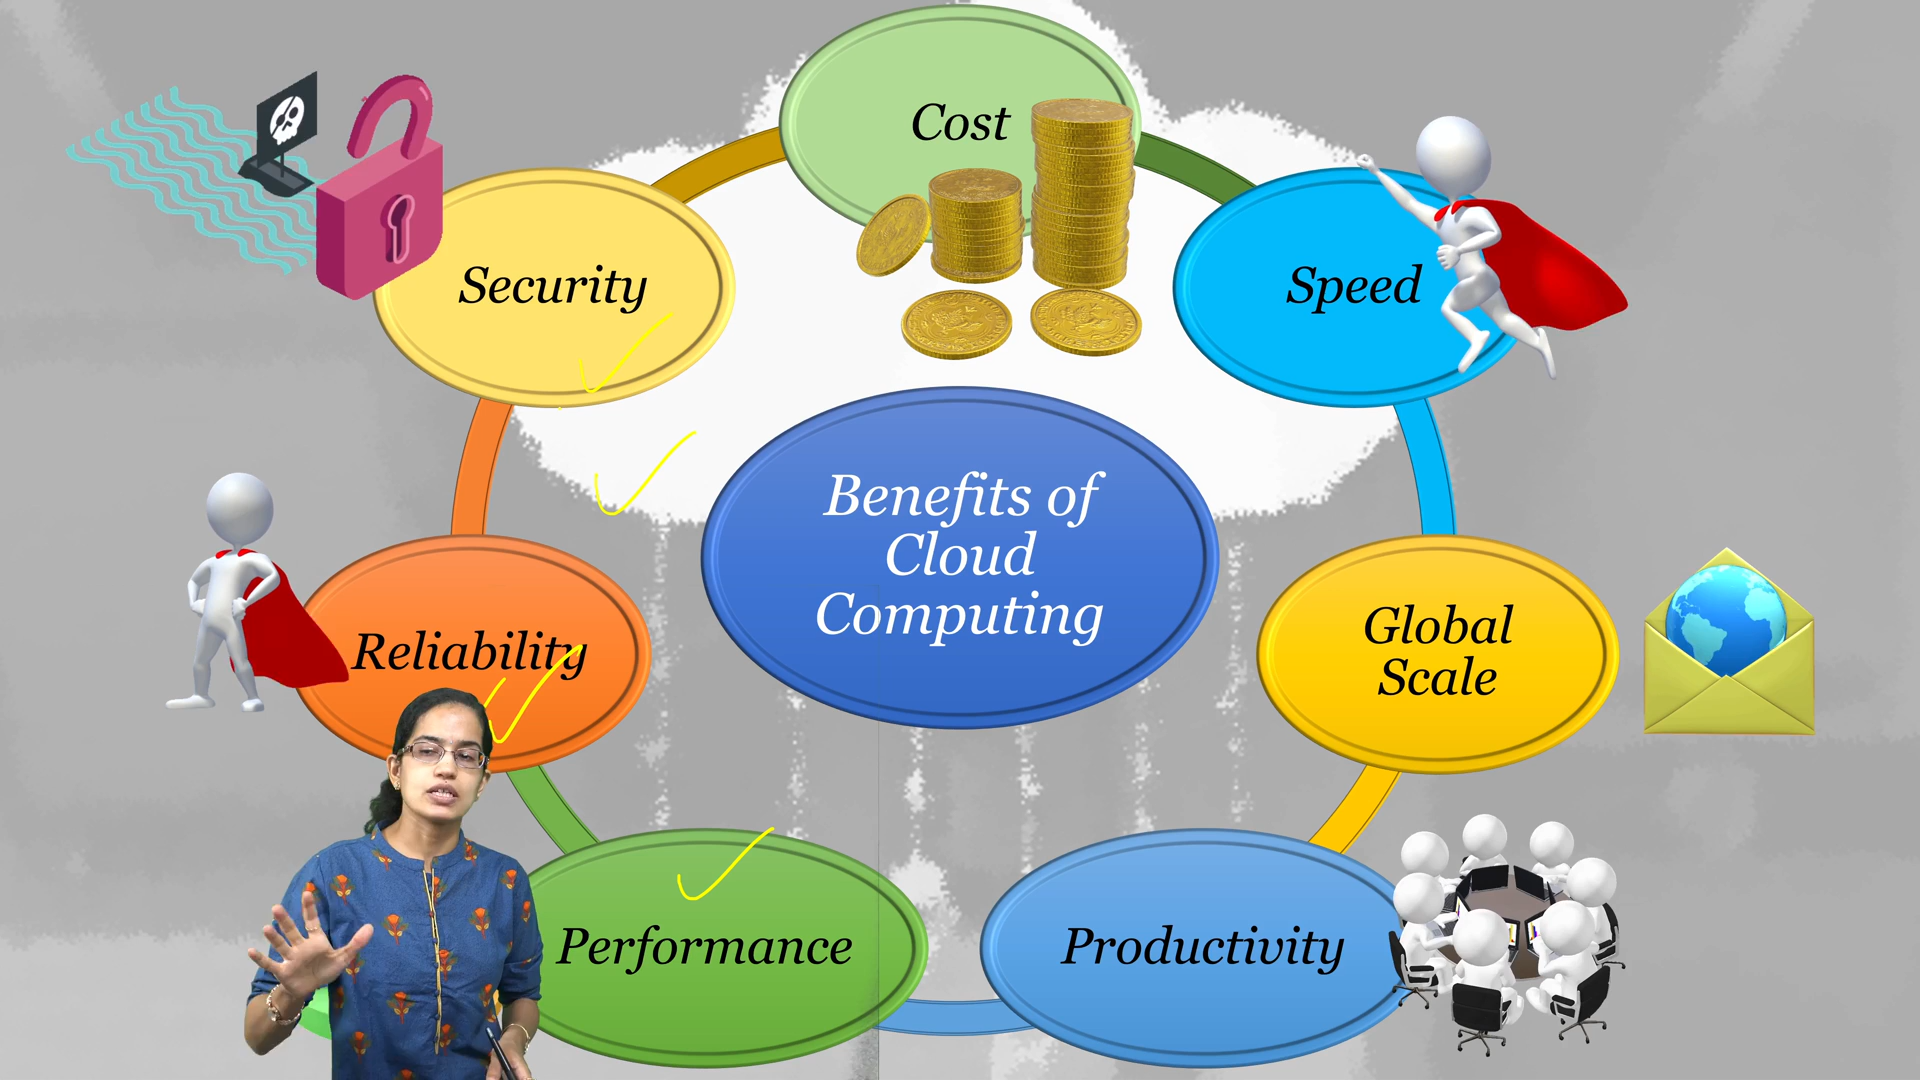 Cost
Security
Speed
Benefits of
Cloud
Computing
Reliability
Global
Scale
Performance
Productivity